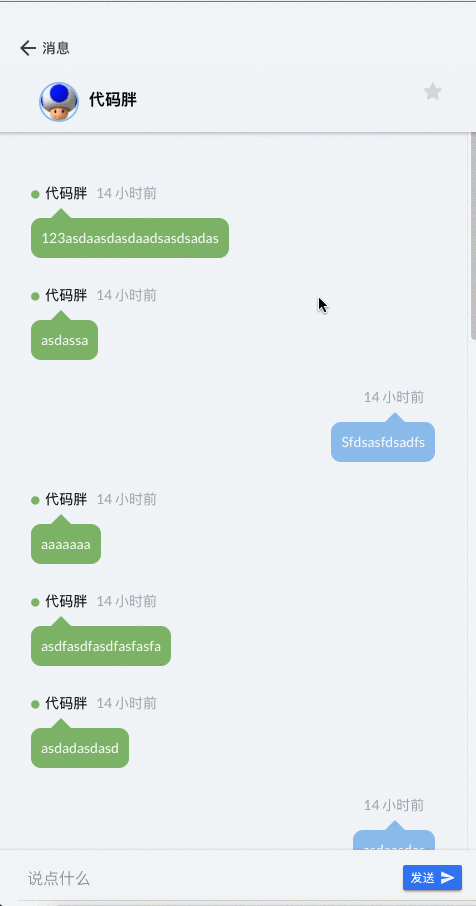 消息
代码胖
代码胖 14 小时前
123asdaasdasdaadsasdsadas
代码胖 14 小时前
asdassa
14 小时前
Sfdsasfdsadfs
代码胖 14 小时前
aaaaaaa
代码胖 14 小时前
asdfasdfasdfasfasfa
代码胖 14 小时前
asdadasdasd
14 小时前
asdaasdas
说点什么
发送